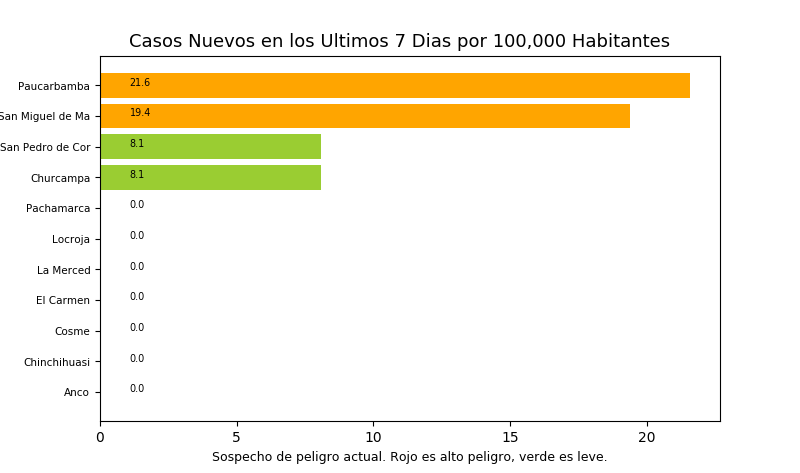 Casos Nuevos en los Ultimos 7 Dias por 100,000 Habitantes
Paucarbamba 21.6
San Miguel de Ma 19.4
San Pedro de Cor 8.1
Churcampa 8.1
Pachamarca 0.0
Locroja 0.0
La Merced 0.0
El Carmen 0.0
Cosme 0.0
Chinchihuasi 0.0
Anco 0.0
0 5 10 15 20
Sospecho de peligro actual. Rojo es alto peligro, verde es leve.